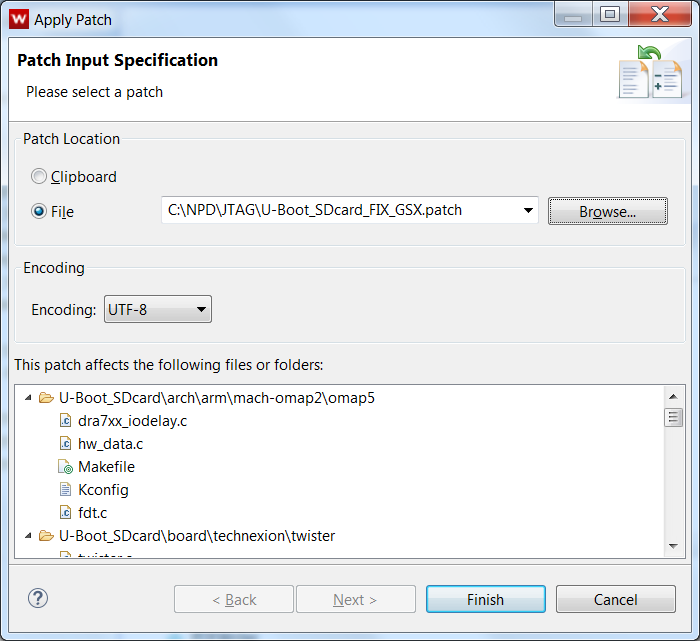 Apply Patch
Patch Input Specification
Please select a patch
Patch Location
Clipboard
File C:\NPD\JTAG\U-Boot_SDcard_FIX_GSX.patch Browse...
Encoding
Encoding: UTF-8
This patch affects the following files or folders:
U-Boot_SDcard\arch\arm\mach-omap2\omap5
dra7xx_iodelay.c
hw_data.c
Makefile
Kconfig
fdt.c
U-Boot_SDcard\board\technexion\twister
twister.c
< Back Next > Finish Cancel